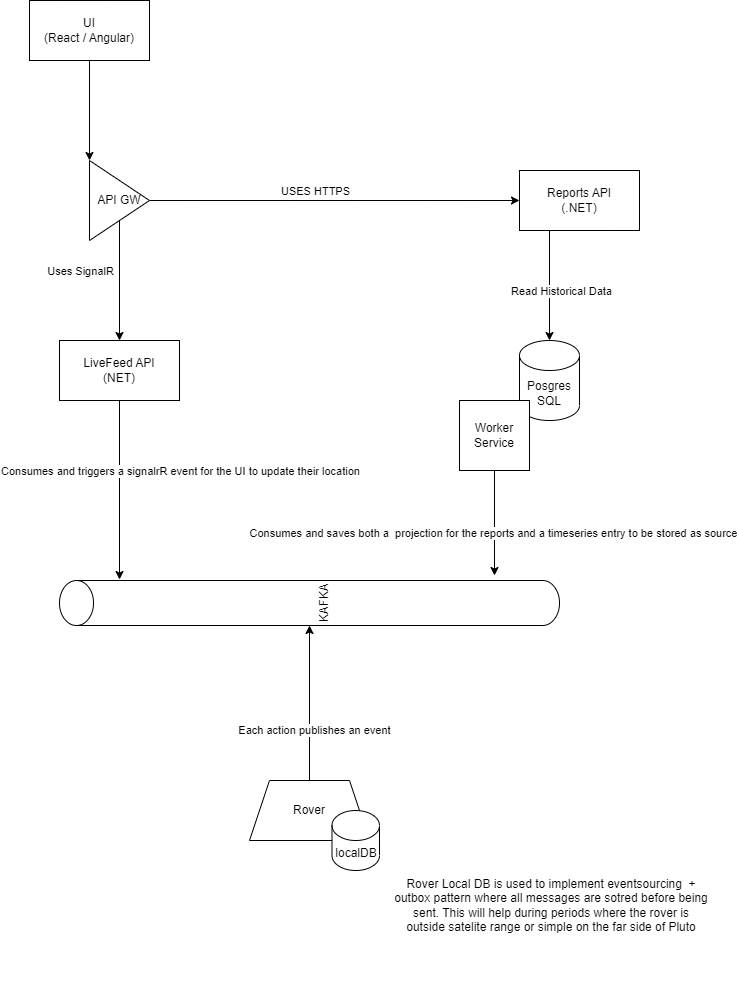 UI
(React / Angular)
API GW
USES HTTPS
Reports API
(.NET)
Uses SignalR
Read Historical Data
LiveFeed API
(NET)
Posgres
SQL
Worker
Service
Consumes and triggers a signalrR event for the UI to update their location
Consumes and saves both a  projection for the reports and a timeseries entry to be stored as source
KAFKA
Each action publishes an event
Rover
localDB
Rover Local DB is used to implement eventsourcing  +
outbox pattern where all messages are sotred before being
sent. This will help during periods where the rover is
outside satelite range or simple on the far side of Pluto